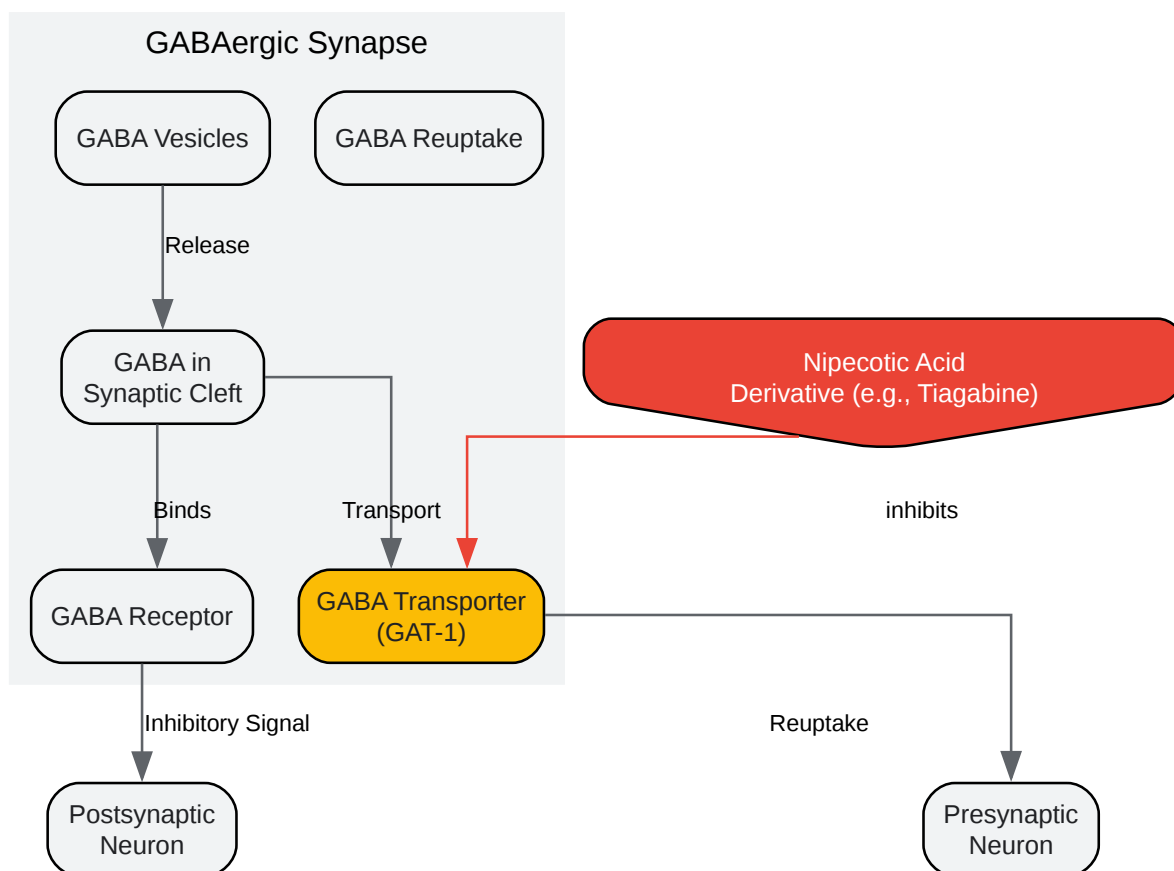 GABAergic Synapse
GABA Vesicles
GABA Reuptake
Release
GABA in
Synaptic Cleft
Nipecotic Acid
Derivative (e.g., Tiagabine)
Binds
Transport
inhibits
GABA Receptor
GABA Transporter
(GAT-1)
Inhibitory Signal
Reuptake
Postsynaptic
Neuron
Presynaptic
Neuron